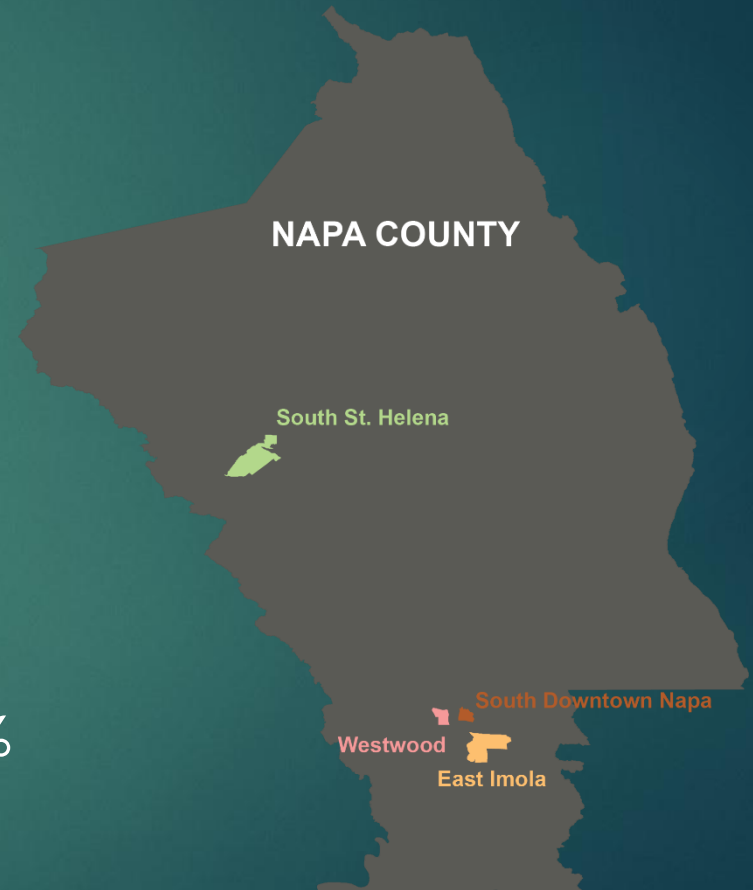 NAPA COUNTY
South St. Helena
South Downtown Napa
Westwood
East Imola
%